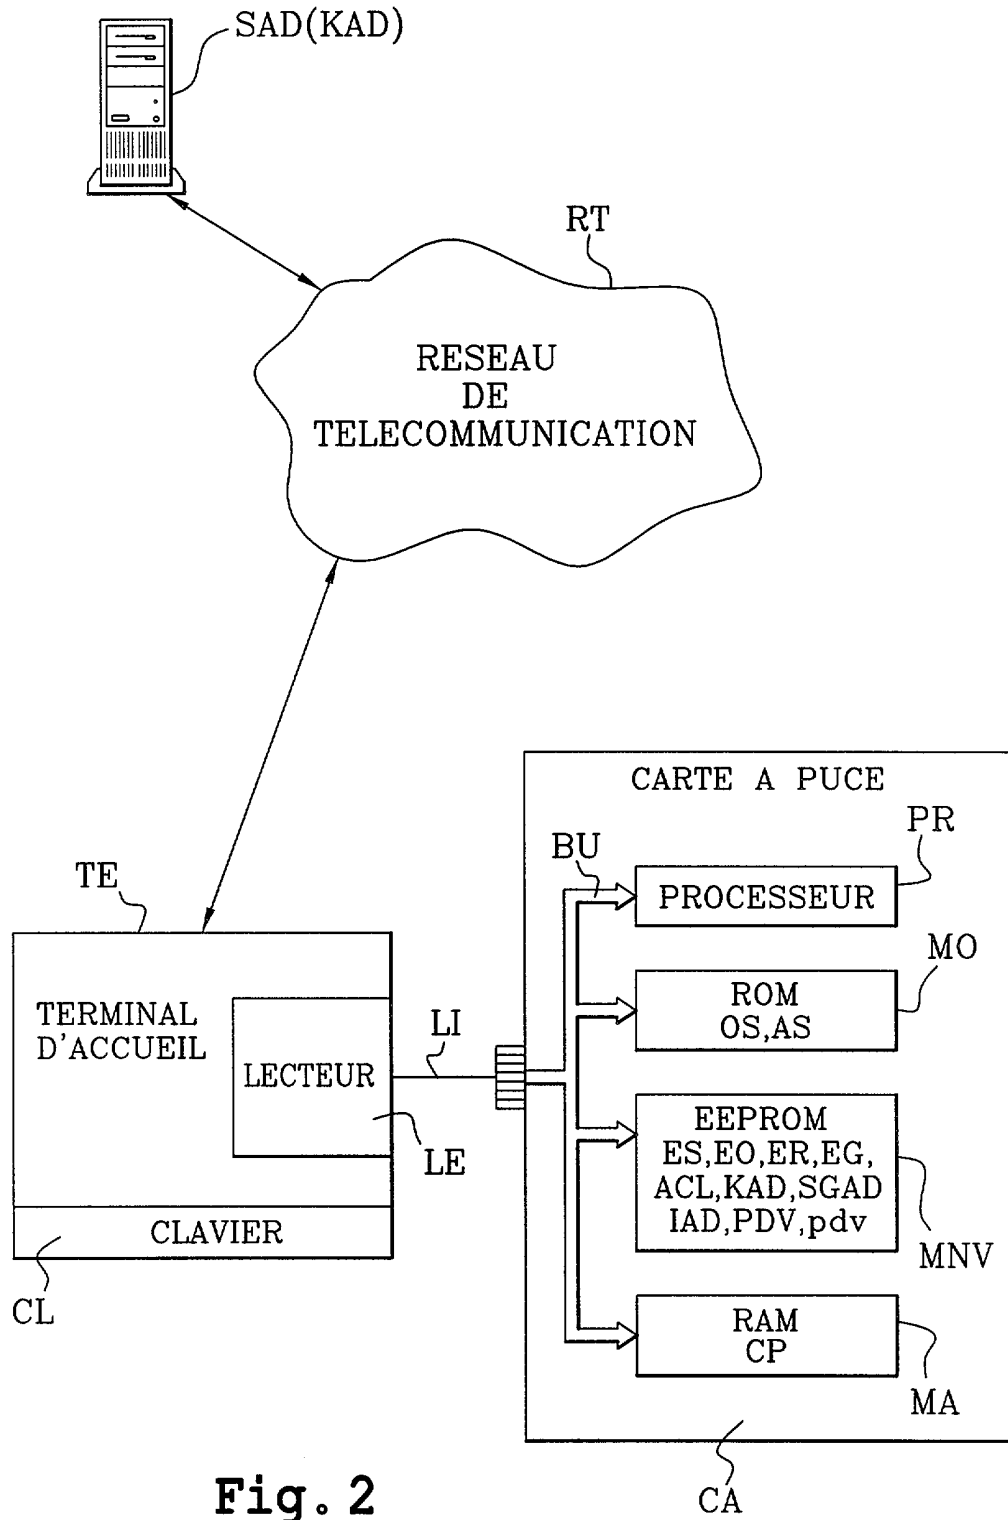 SAD(KAD)
RT
RESEAU
DE
TELECOMMUNICATION
CARTE A PUCE
PR
BU
PROCESSEUR
TE
MO
ROM
OS,AS
TERMINAL
D'ACCUEIL
LI
LECTEUR
LE
EEPROM
ES,EO,ER,EG,
ACL,KAD,SGAD
IAD,PDV,pdv
MNV
CLAVIER
CL
RAM
CP
MA
CA
Fig. 2